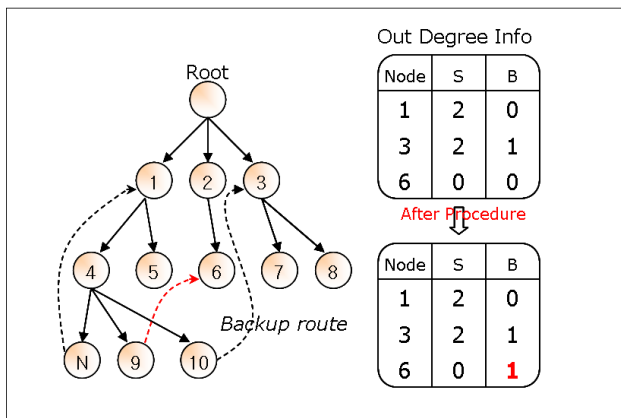 Out Degree Info
Root
Node S B
1 2 0
3 2 1
6 0 0
After Procedure
Node S B
1 2 0
3 2 1
6 0 1
1 2 3
4 5 6 7 8
Backup route
N 9 10